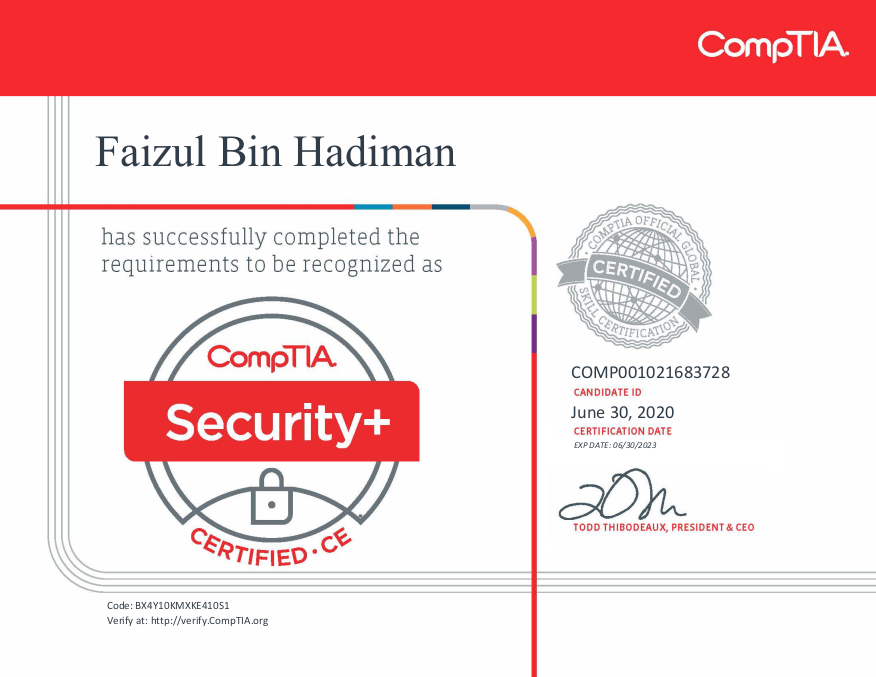 CompTIA.
Faizul Bin Hadiman
has successfully completed the
requirements to be recognized as
CompTIA.
Security+
CERTIFIED · CE
· COMPTIA OFFICIAL GLOBAL ·
CERTIFIED
SKILL CERTIFICATION
COMP001021683728
CANDIDATE ID
June 30, 2020
CERTIFICATION DATE
EXP DATE: 06/30/2023
TODD THIBODEAUX, PRESIDENT & CEO
Code: BX4Y10KMXKE410S1
Verify at: http://verify.CompTIA.org